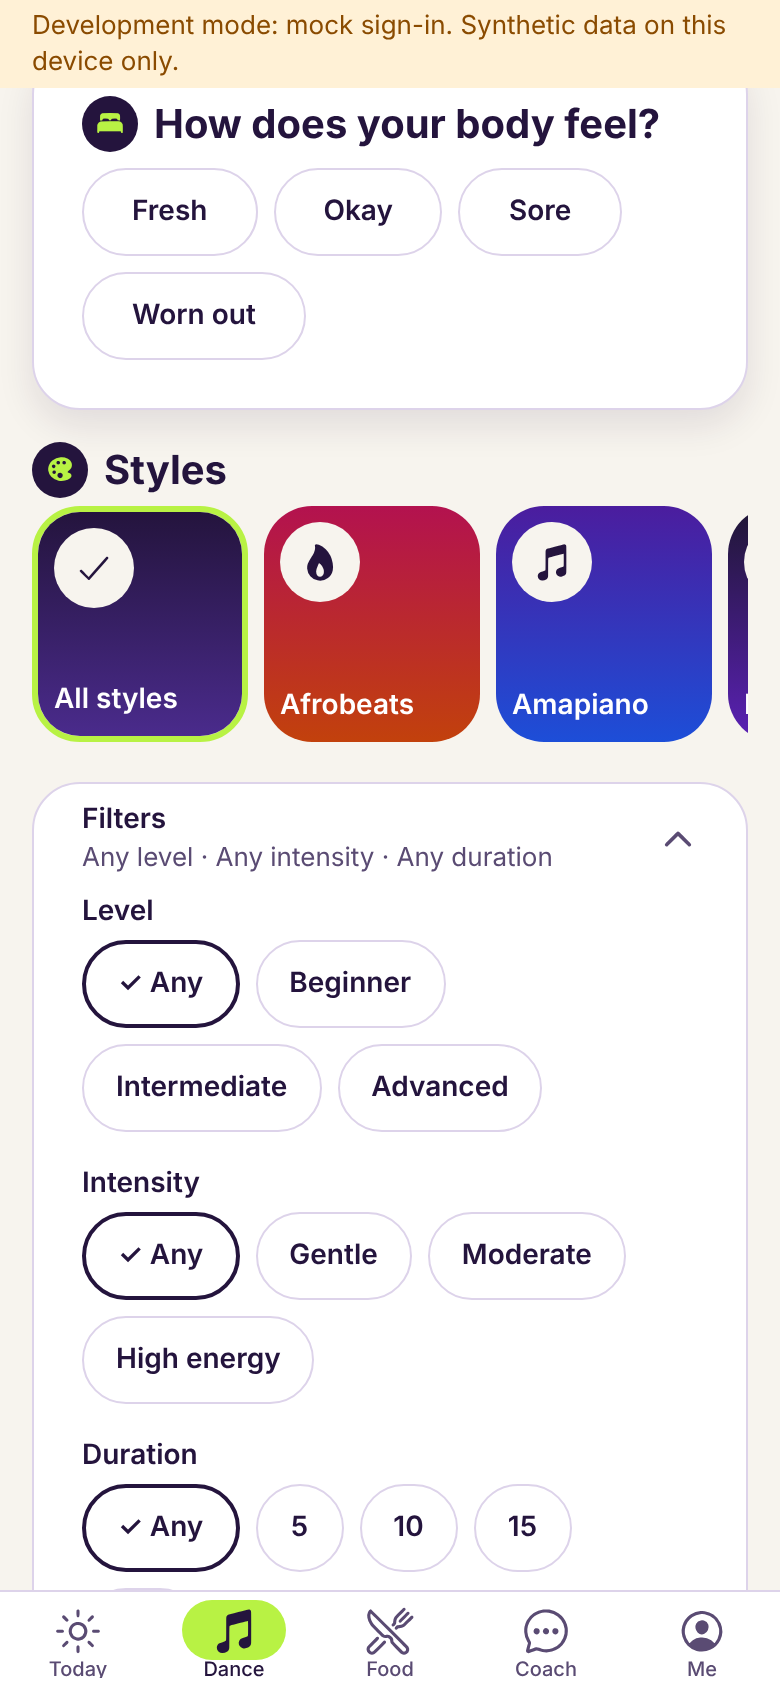 Development mode: mock sign-in. Synthetic data on this
device only.
How does your body feel?
Fresh
Okay
Sore
Worn out
Styles
All styles
Afrobeats
Amapiano
Filters
Any level · Any intensity · Any duration
Level
✓ Any
Beginner
Intermediate
Advanced
Intensity
✓ Any
Gentle
Moderate
High energy
Duration
✓ Any
5
10
15
Today
Dance
Food
Coach
Me